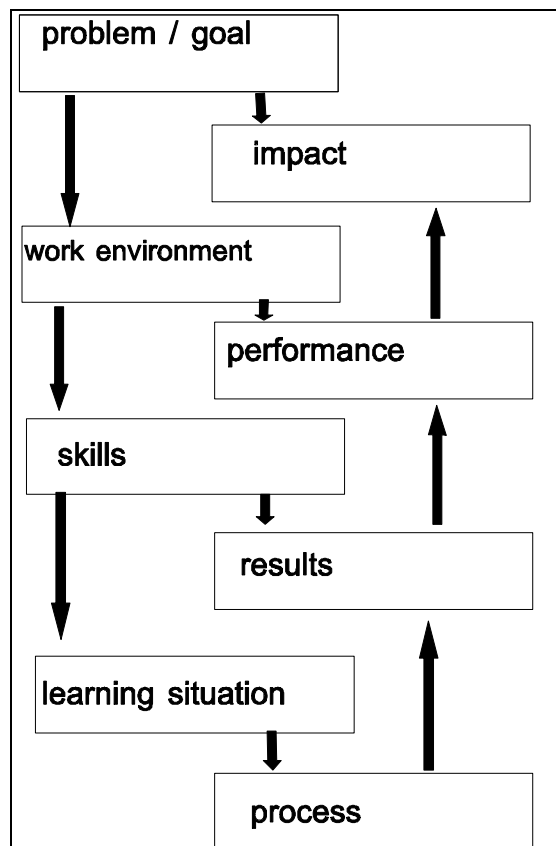 problem / goal
impact
work environment
performance
skills
results
learning situation
process